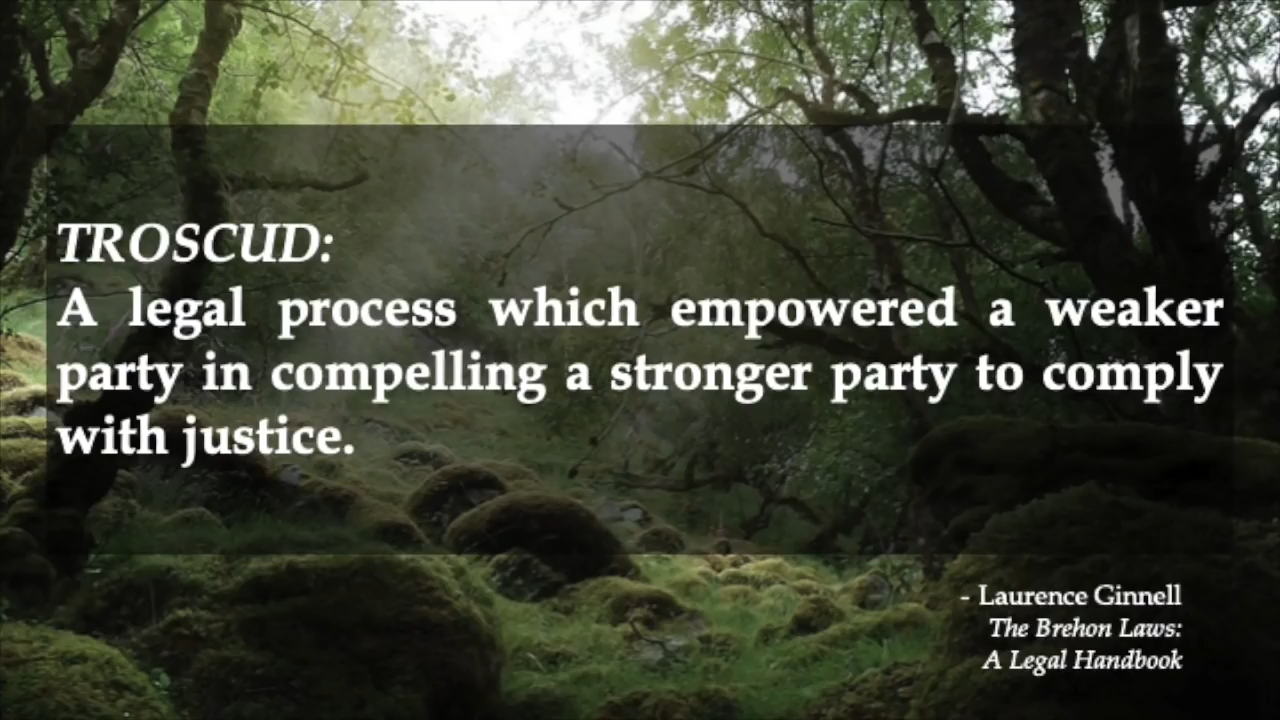 TROSCUD:
A legal process which empowered a weaker
party in compelling a stronger party to comply
with justice.
- Laurence Ginnell
The Brehon Laws:
A Legal Handbook